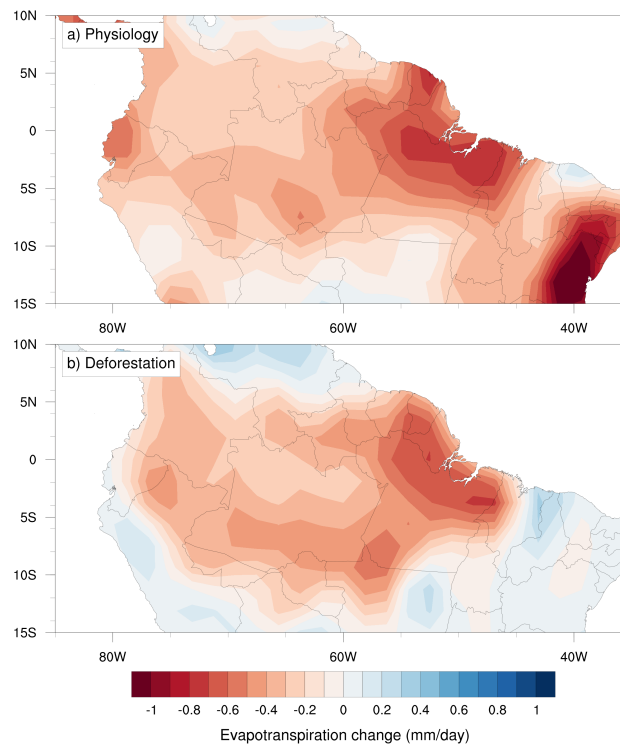 10N
a) Physiology
5N
0
5S
10S
15S
80W 60W 40W
10N
b) Deforestation
5N
0
5S
10S
15S
80W 60W 40W
-1 -0.8 -0.6 -0.4 -0.2 0 0.2 0.4 0.6 0.8 1
Evapotranspiration change (mm/day)